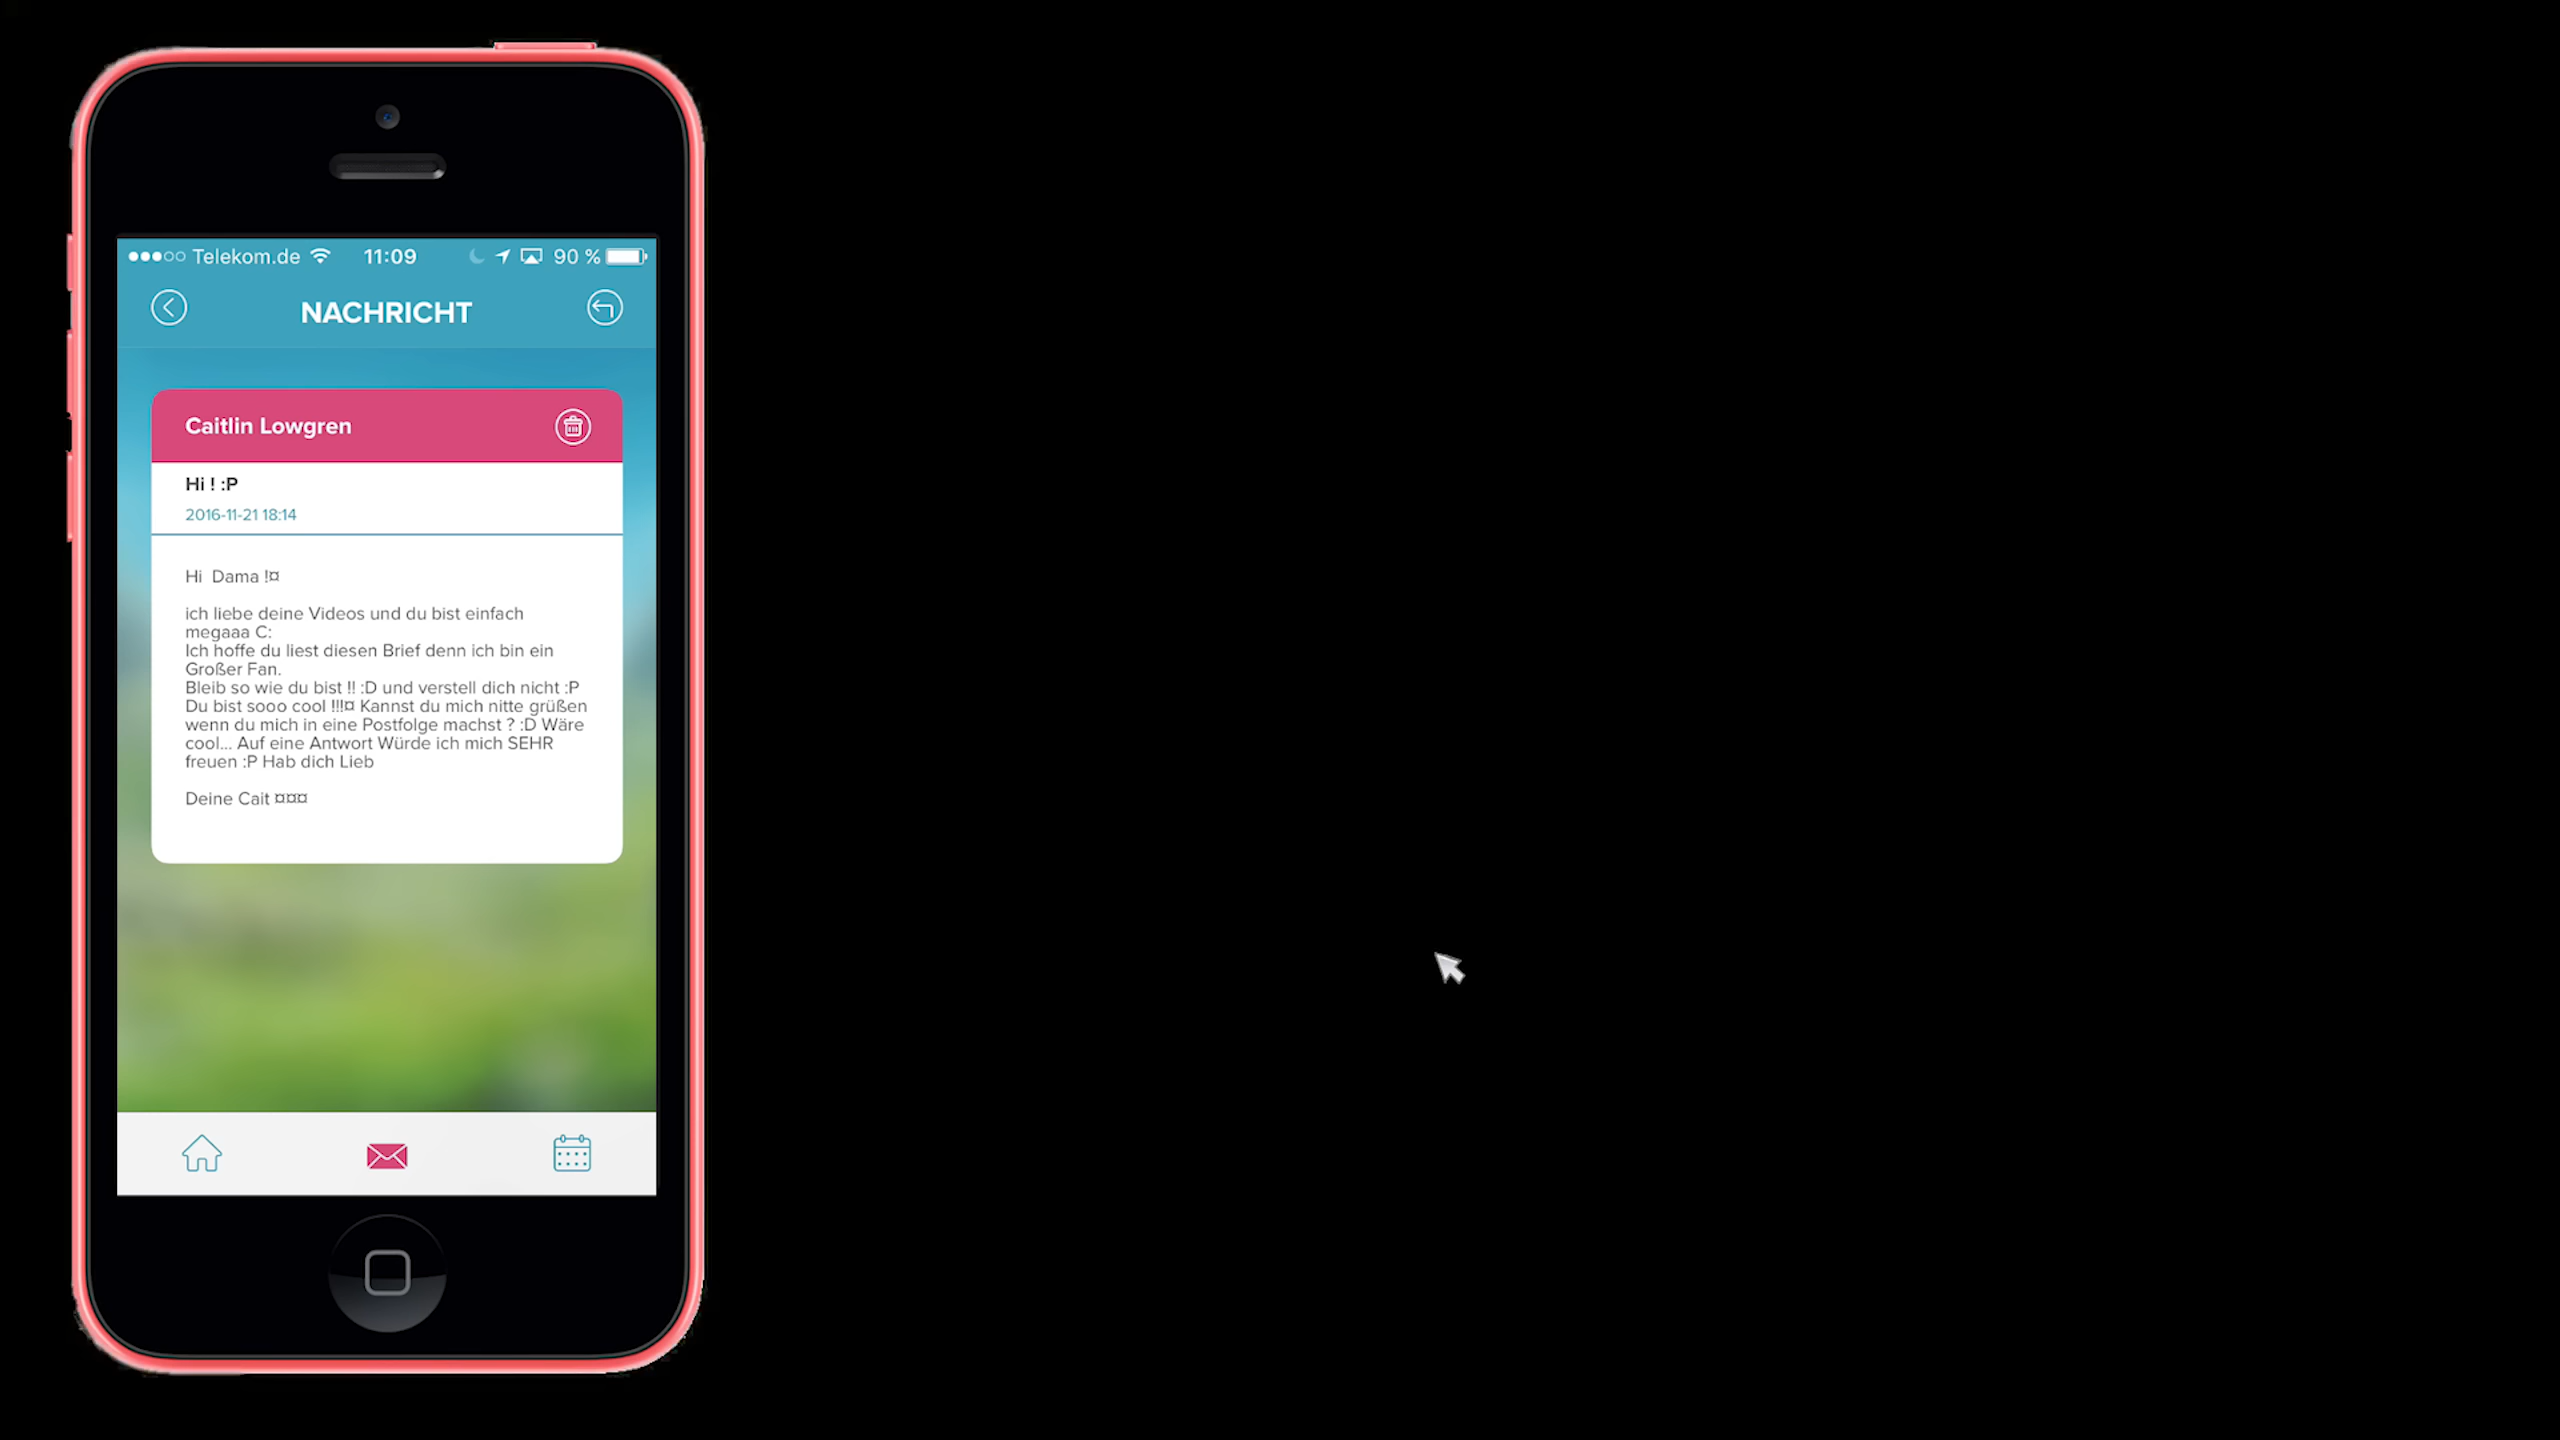 Telekom.de 11:09 90 %
NACHRICHT
Caitlin Lowgren
Hi ! :P
2016-11-21 18:14
Hi  Dama !¤
ich liebe deine Videos und du bist einfach
megaaa C:
Ich hoffe du liest diesen Brief denn ich bin ein
Großer Fan.
Bleib so wie du bist !! :D und verstell dich nicht :P
Du bist sooo cool !!!¤ Kannst du mich nitte grüßen
wenn du mich in eine Postfolge machst ? :D Wäre
cool... Auf eine Antwort Würde ich mich SEHR
freuen :P Hab dich Lieb
Deine Cait ¤¤¤